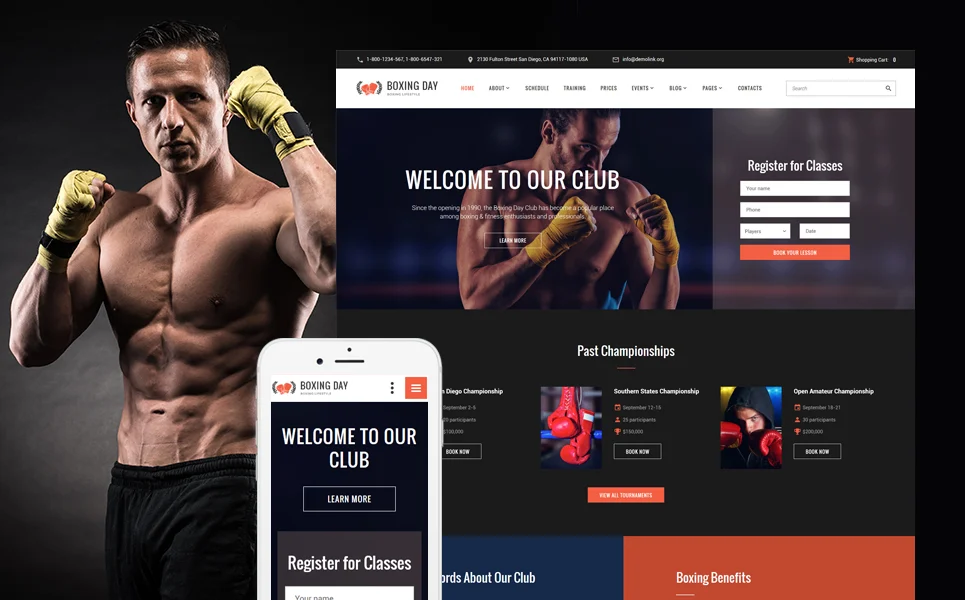 1-800-1234-567, 1-800-6547-321
2130 Fulton Street San Diego, CA 94117-1080 USA
info@demolink.org
Shopping Cart 0
BOXING DAY
BOXING LIFESTYLE
HOME
ABOUT
SCHEDULE
TRAINING
PRICES
EVENTS
BLOG
PAGES
CONTACTS
Search
WELCOME TO OUR CLUB
Since the opening in 1990, the Boxing Day Club has become a popular place
among boxing & fitness enthusiasts and professionals.
LEARN MORE
Register for Classes
Your name
Phone
Players
Date
BOOK YOUR LESSON
Past Championships
Diego Championship
September 2-6
20 participants
$100,000
BOOK NOW
Southern States Championship
September 12-15
25 participants
$150,000
BOOK NOW
Open Amateur Championship
September 18-21
30 participants
$200,000
BOOK NOW
VIEW ALL TOURNAMENTS
ords About Our Club
Boxing Benefits
BOXING DAY
BOXING LIFESTYLE
WELCOME TO OUR
CLUB
LEARN MORE
Register for Classes
Your name